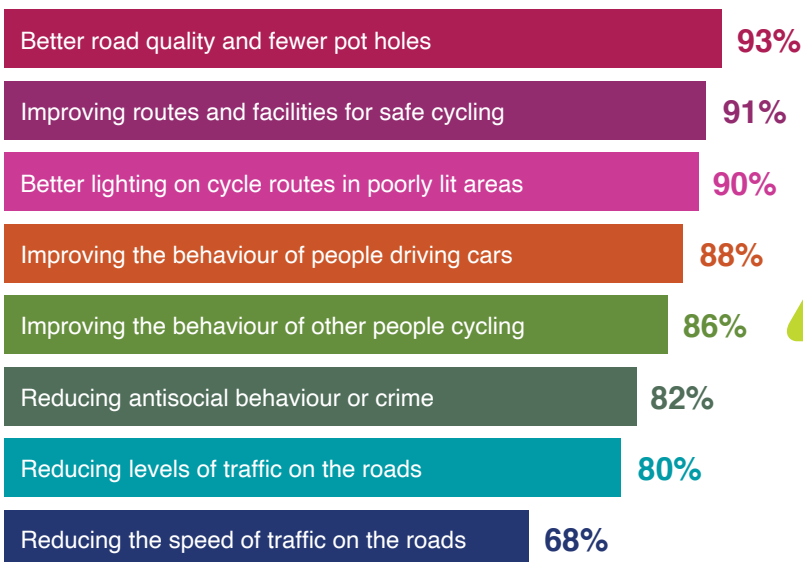 Better road quality and fewer pot holes 93%
Improving routes and facilities for safe cycling 91%
Better lighting on cycle routes in poorly lit areas 90%
Improving the behaviour of people driving cars 88%
Improving the behaviour of other people cycling 86%
Reducing antisocial behaviour or crime 82%
Reducing levels of traffic on the roads 80%
Reducing the speed of traffic on the roads 68%